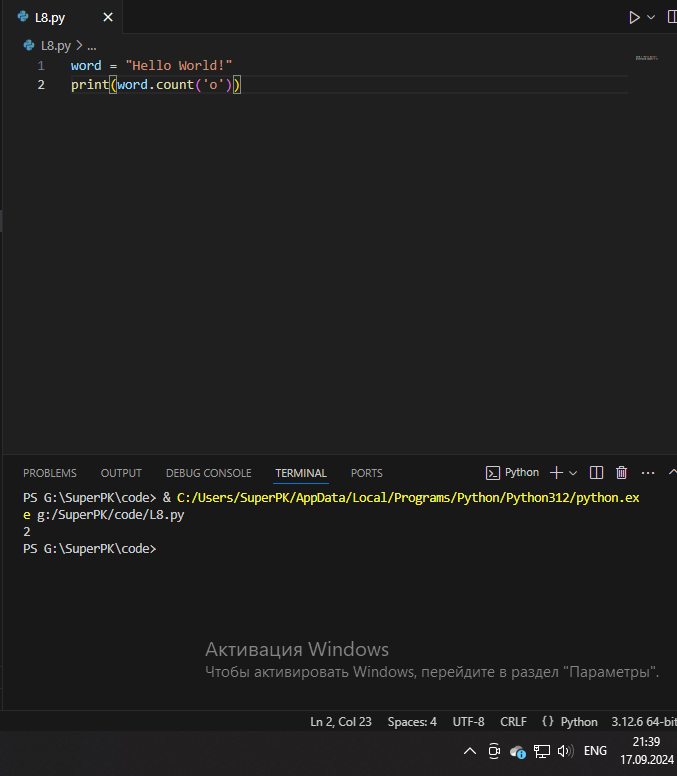 L8.py
L8.py > ...
1 word = "Hello World!"
2 print(word.count('o'))
PROBLEMS OUTPUT DEBUG CONSOLE TERMINAL PORTS Python
PS G:\SuperPK\code> & C:/Users/SuperPK/AppData/Local/Programs/Python/Python312/python.ex
e g:/SuperPK/code/L8.py
2
PS G:\SuperPK\code>
Активация Windows
Чтобы активировать Windows, перейдите в раздел "Параметры".
Ln 2, Col 23 Spaces: 4 UTF-8 CRLF {} Python 3.12.6 64-bit
21:39
ENG
17.09.2024